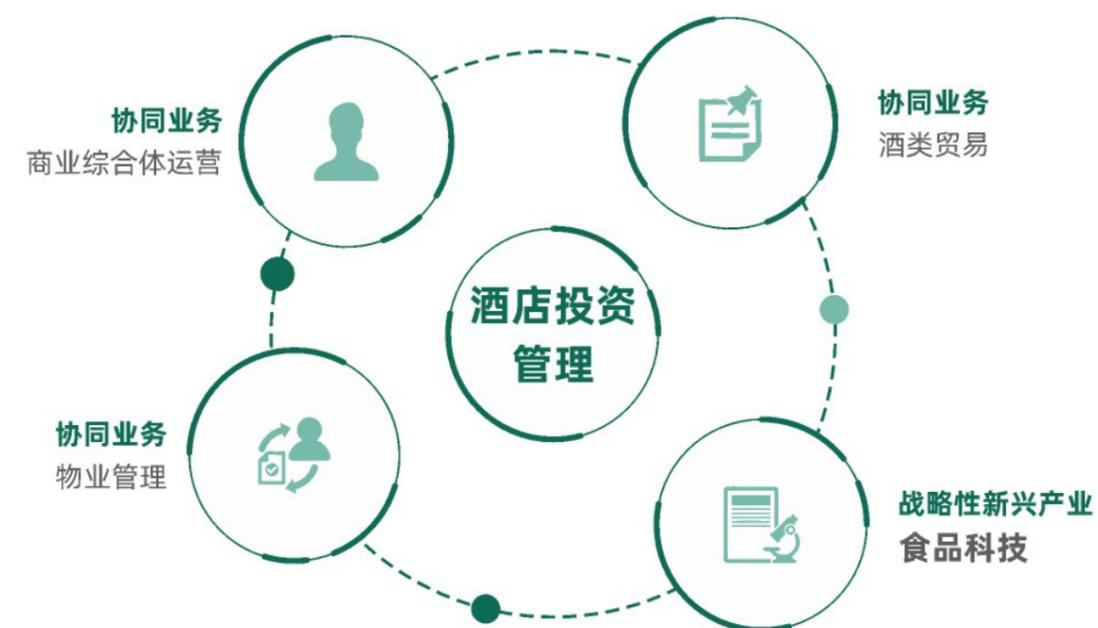 协同业务
商业综合体运营
协同业务
酒类贸易
酒店投资
管理
协同业务
物业管理
战略性新兴产业
食品科技